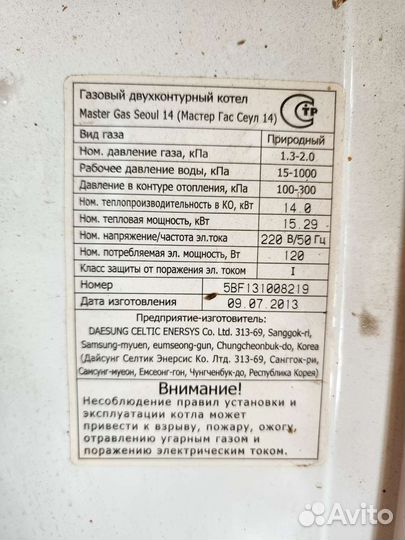 Газовый двухконтурный котел
Master Gas Seoul 14 (Мастер Гас Сеул 14)
СТР
Вид газа Природный
Ном. давление газа, кПа 1.3-2.0
Рабочее давление воды, кПа 15-1000
Давление в контуре отопления, кПа 100-300
Ном. теплопроизводительность в КО, кВт 14.0
Ном. тепловая мощность, кВт 15.29
Ном. напряжение/частота эл.тока 220 В/50 Гц
Ном. потребляемая эл. мощность, Вт 120
Класс защиты от поражения эл. током I
Номер 5BF131008219
Дата изготовления 09.07.2013
Предприятие-изготовитель:
DAESUNG CELTIC ENERSYS Co. Ltd. 313-69, Sanggok-ri,
Samsung-myuen, eumseong-gun, Chungcheonbuk-do, Korea
(Дайсунг Селтик Энерсис Ко. Лтд. 313-69, Санггок-ри,
Самсунг-муеон, Емсеонг-гон, Чунгченбук-до, Республика Корея)
Внимание!
Несоблюдение правил установки и
эксплуатации котла может
привести к взрыву, пожару, ожогу,
отравлению угарным газом и
поражению электрическим током.
Avito